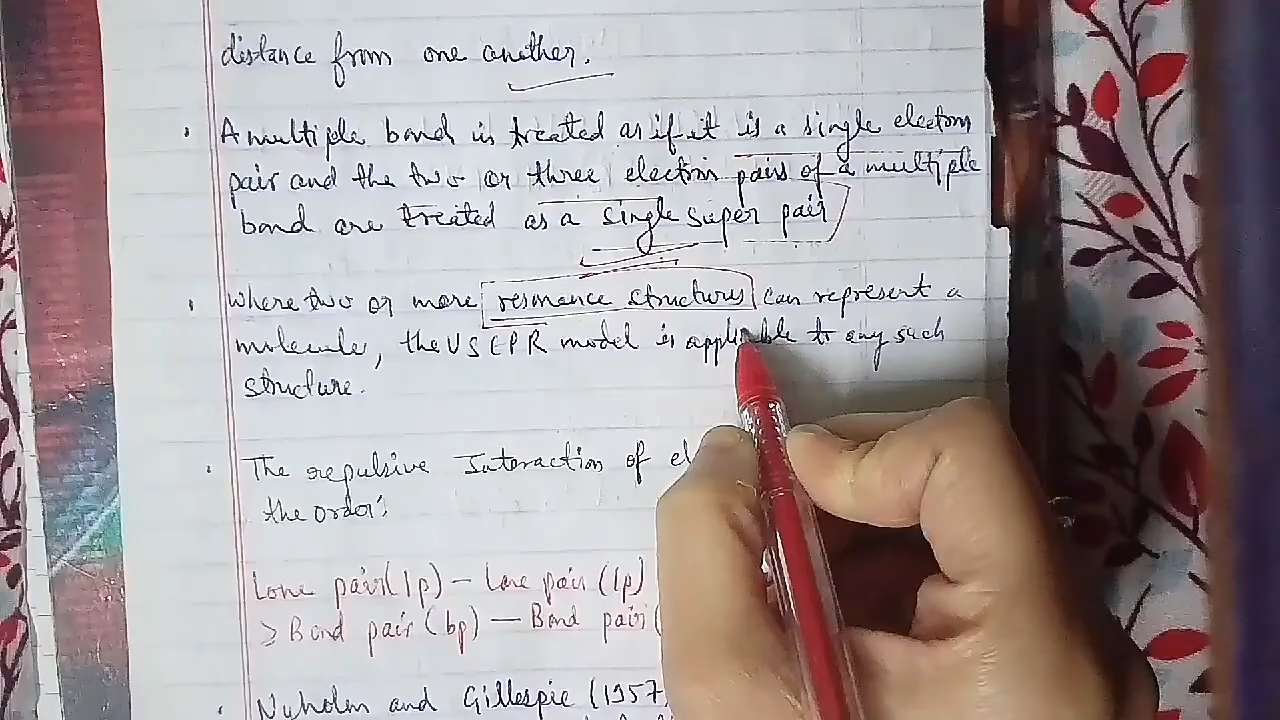 distance from one another.
A multiple bond is treated as if it is a single electron
pair and the two or three electron pairs of a multiple
bond are treated as a single super pair
Where two or more resonance structures can represent a
molecule, the VSEPR model is applicable to any such
structure.
The repulsive Interaction of el
the order:
Lone pair (lp) - Lone pair (lp)
≥ Bond pair (bp) - Bond pair (
Nyholm and Gillespie (1957,